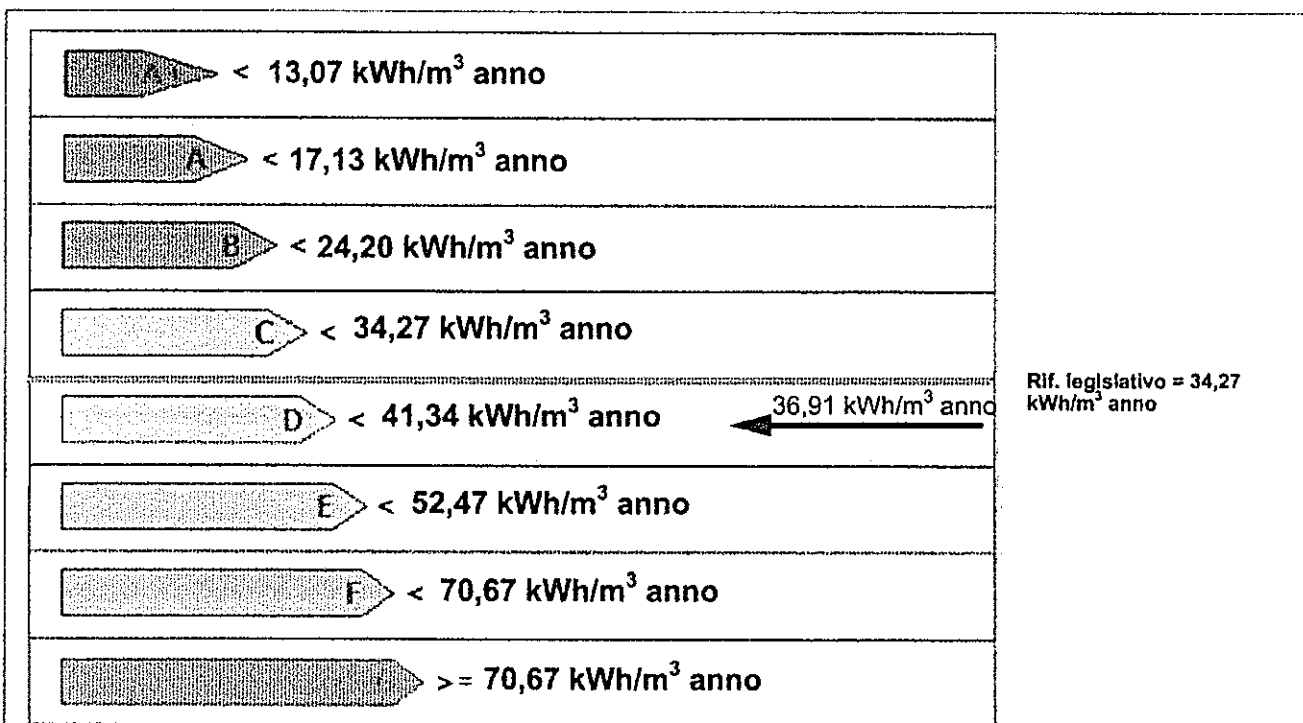 A+ < 13,07 kWh/m³ anno
A < 17,13 kWh/m³ anno
B < 24,20 kWh/m³ anno
C < 34,27 kWh/m³ anno
D < 41,34 kWh/m³ anno
36,91 kWh/m³ anno
Rif. legislativo = 34,27
kWh/m³ anno
E < 52,47 kWh/m³ anno
F < 70,67 kWh/m³ anno
>= 70,67 kWh/m³ anno